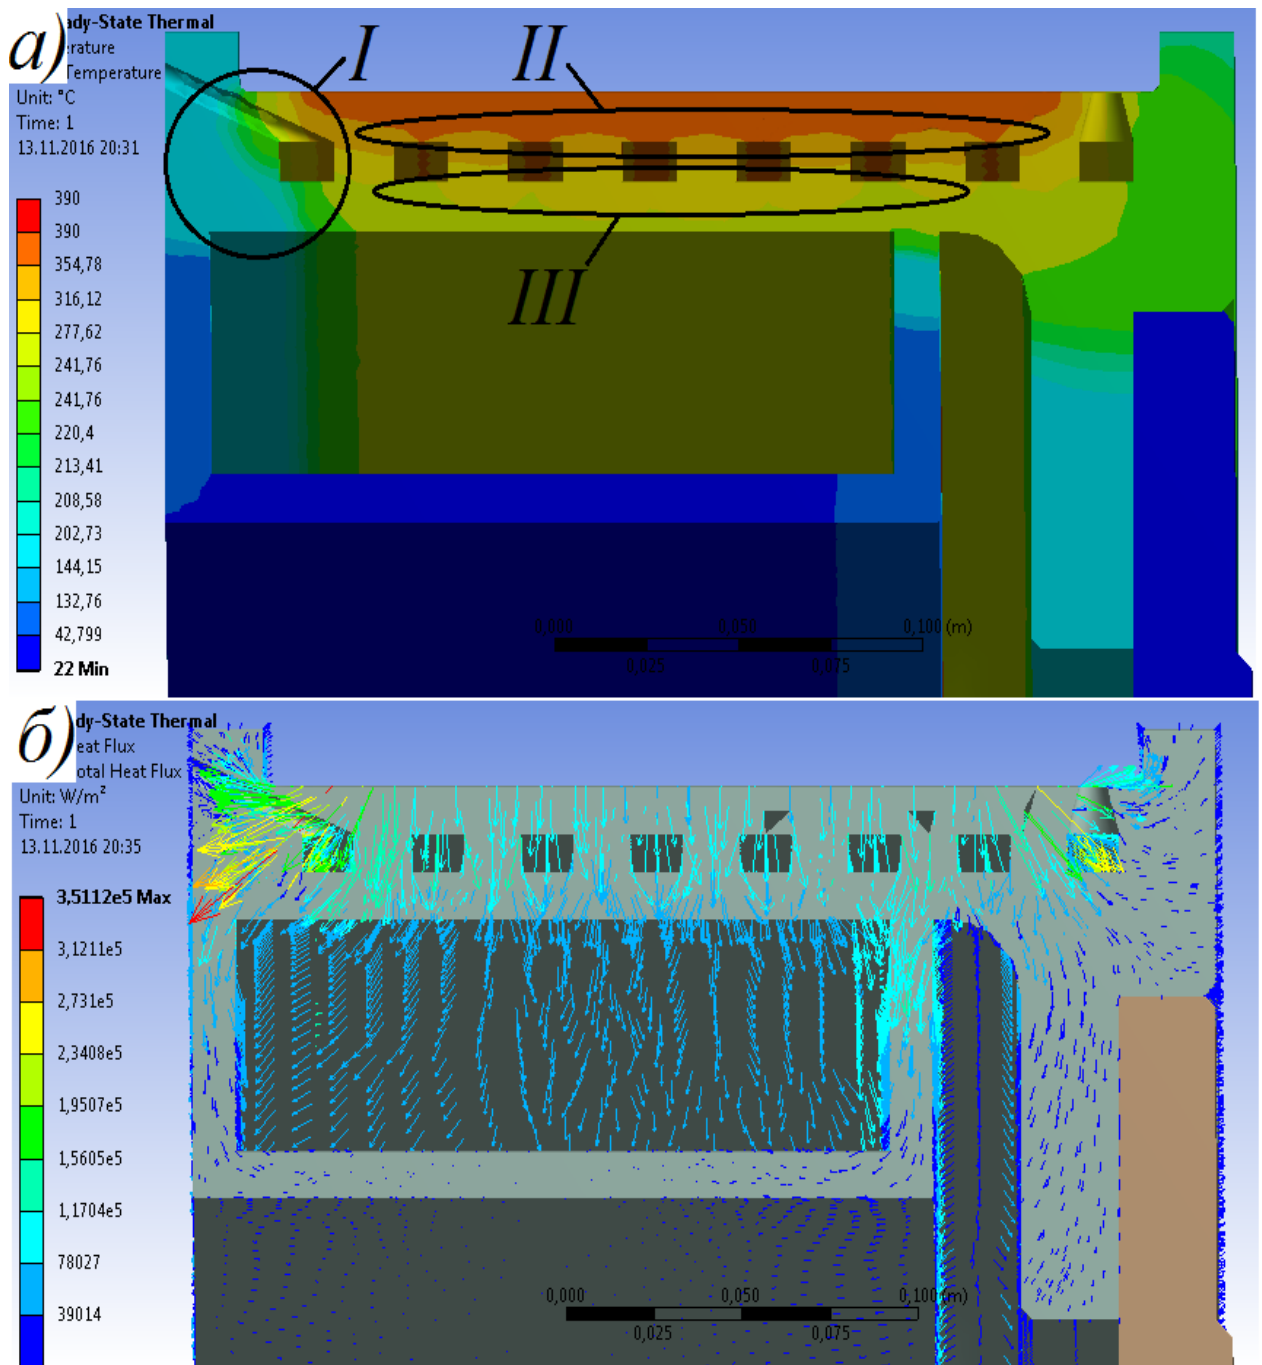 а)
ady-State Thermal
erature
Temperature
Unit: °C
Time: 1
13.11.2016 20:31
I
II
III
390
390
354,78
316,12
277,62
241,76
241,76
220,4
213,41
208,58
202,73
144,15
132,76
42,799
22 Min
0,000
0,050
0,100 (m)
0,025
0,075
б)
dy-State Thermal
eat Flux
otal Heat Flux
Unit: W/m²
Time: 1
13.11.2016 20:35
3,5112e5 Max
3,1211e5
2,731e5
2,3408e5
1,9507e5
1,5605e5
1,1704e5
78027
39014
0,000
0,050
0,100 (m)
0,025
0,075